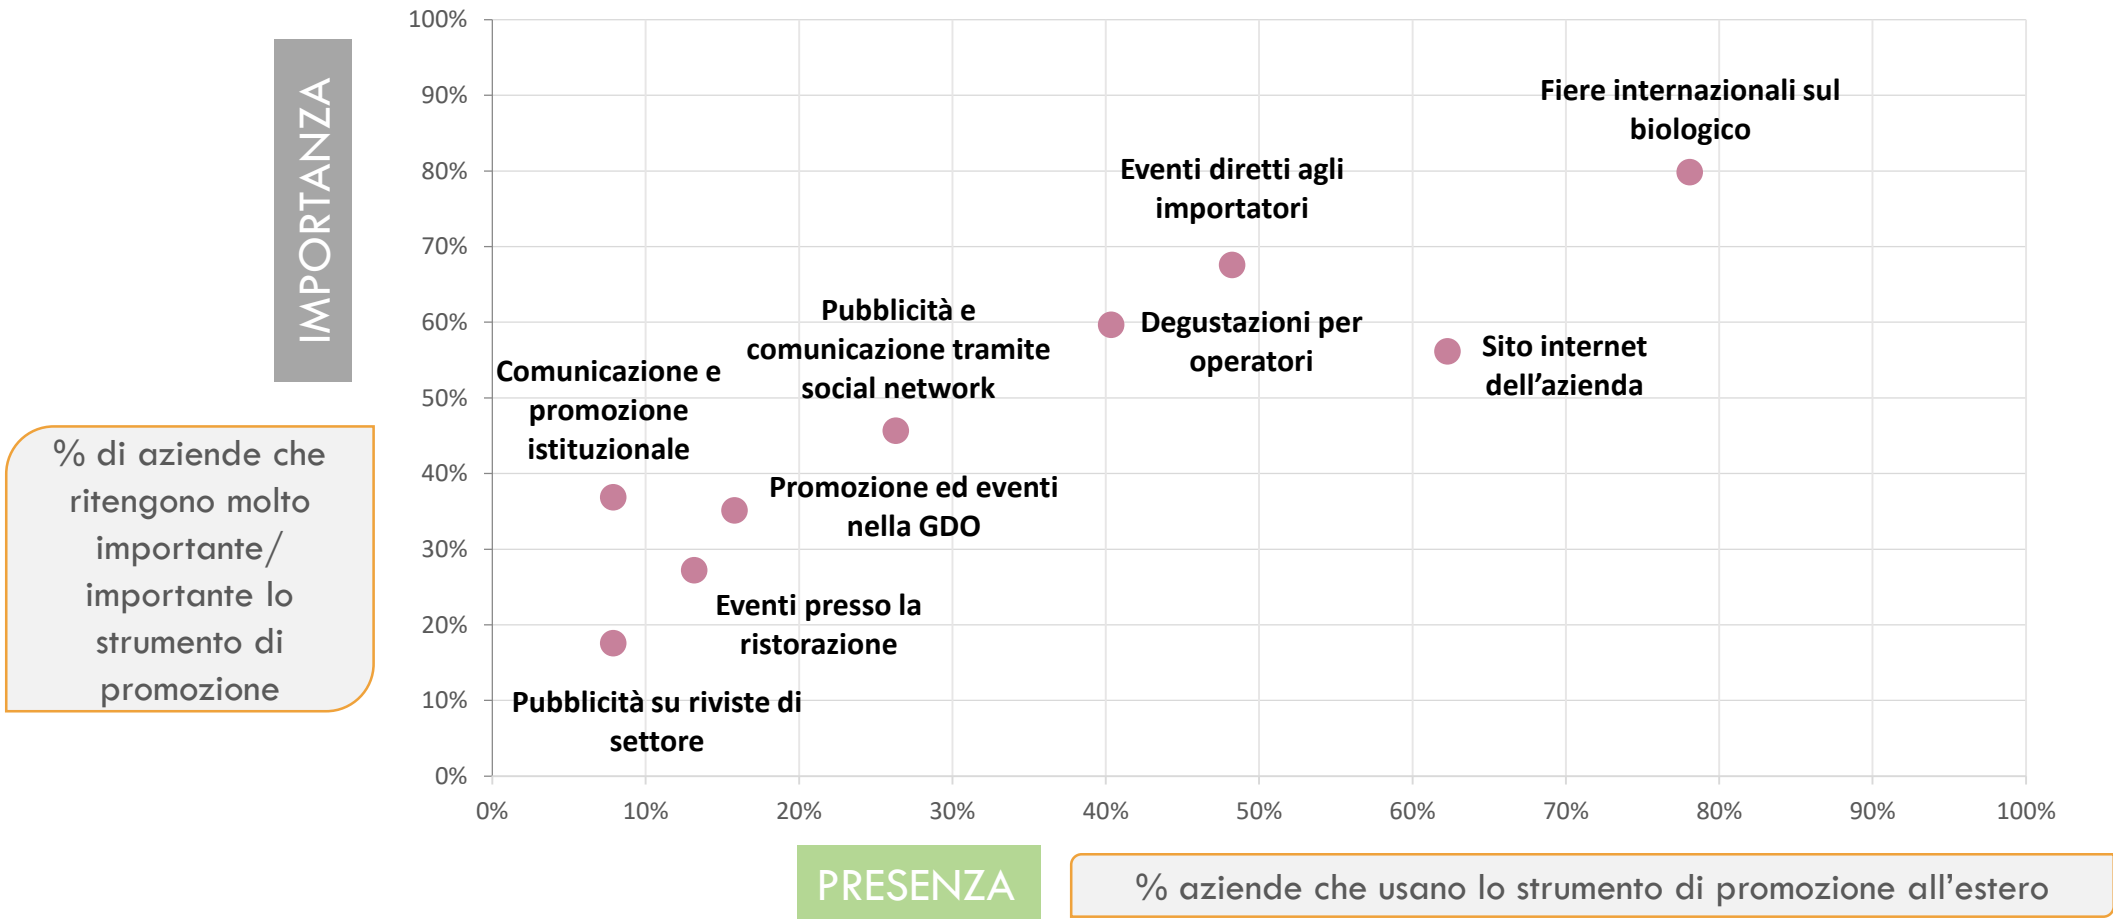 IMPORTANZA
% di aziende che
ritengono molto
importante/
importante lo
strumento di
promozione
100%
90%
80%
70%
60%
50%
40%
30%
20%
10%
0%
Fiere internazionali sul
biologico
Eventi diretti agli
importatori
Pubblicità e
comunicazione tramite
social network
Degustazioni per
operatori
Sito internet
dell’azienda
Comunicazione e
promozione
istituzionale
Promozione ed eventi
nella GDO
Eventi presso la
ristorazione
Pubblicità su riviste di
settore
0% 10% 20% 30% 40% 50% 60% 70% 80% 90% 100%
PRESENZA
% aziende che usano lo strumento di promozione all’estero